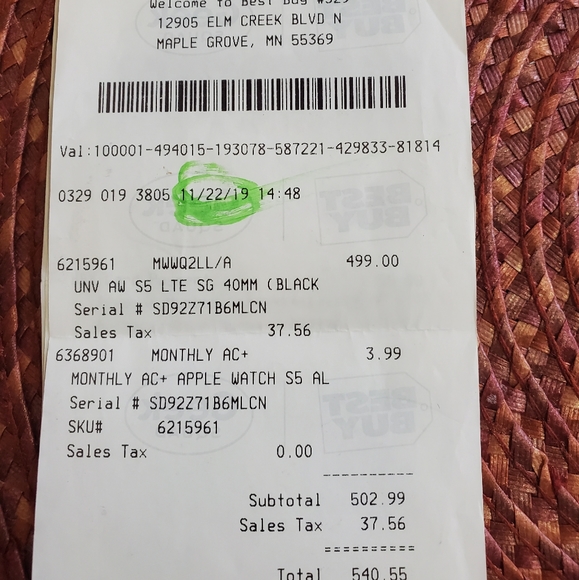 Welcome to Best Buy #329
12905 ELM CREEK BLVD N
MAPLE GROVE, MN 55369
Val:100001-494015-193078-587221-429833-81814
0329 019 3805 11/22/19 14:48
6215961 MWWQ2LL/A 499.00
UNV AW S5 LTE SG 40MM (BLACK
Serial # SD92Z71B6MLCN
Sales Tax 37.56
6368901 MONTHLY AC+ 3.99
MONTHLY AC+ APPLE WATCH S5 AL
Serial # SD92Z71B6MLCN
SKU# 6215961
Sales Tax 0.00
----------
Subtotal 502.99
Sales Tax 37.56
==========
Total 540.55